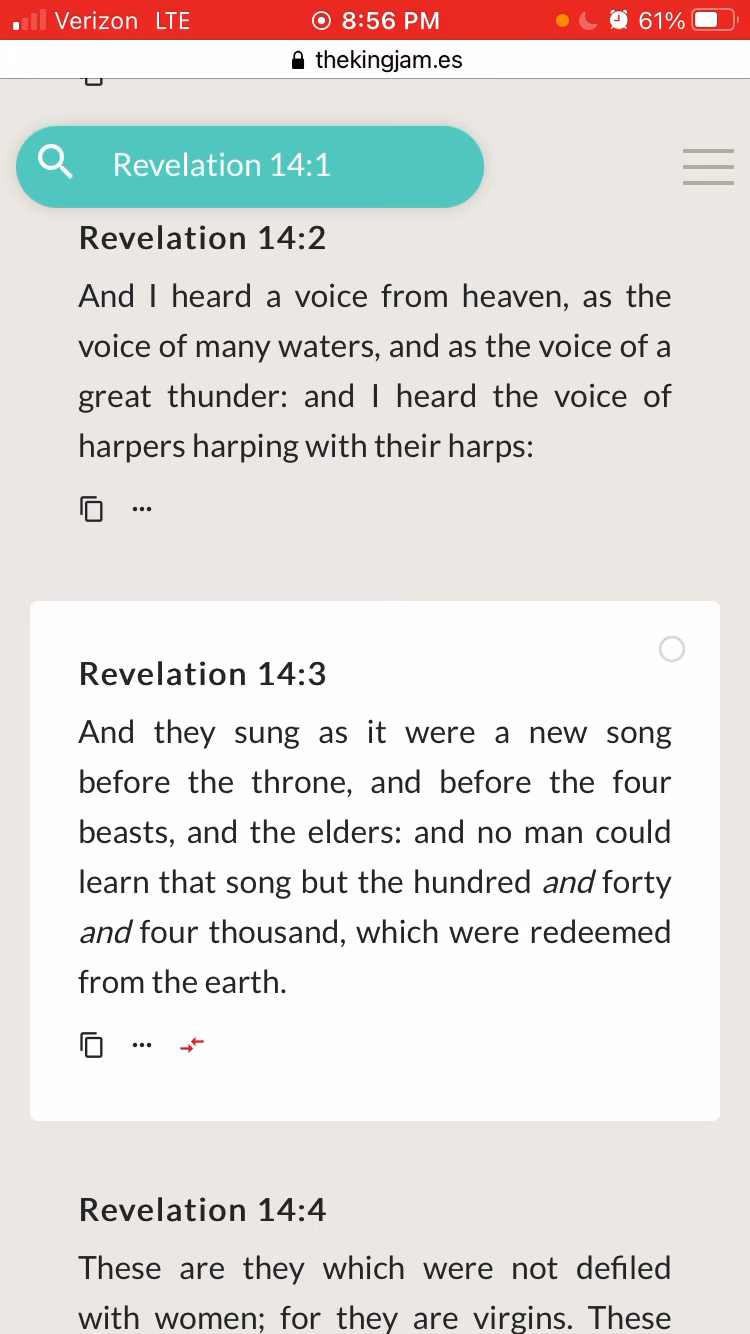 Verizon LTE 8:56 PM 61%
thekingjam.es
Revelation 14:1
Revelation 14:2
And I heard a voice from heaven, as the
voice of many waters, and as the voice of a
great thunder: and I heard the voice of
harpers harping with their harps:
Revelation 14:3
And they sung as it were a new song
before the throne, and before the four
beasts, and the elders: and no man could
learn that song but the hundred and forty
and four thousand, which were redeemed
from the earth.
Revelation 14:4
These are they which were not defiled
with women; for they are virgins. These